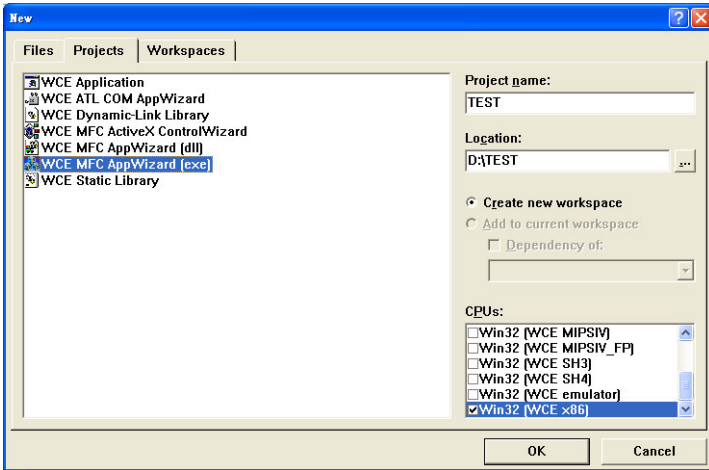 New
Files
Projects
Workspaces
WCE Application
WCE ATL COM AppWizard
WCE Dynamic-Link Library
WCE MFC ActiveX ControlWizard
WCE MFC AppWizard (dll)
WCE MFC AppWizard (exe)
WCE Static Library
Project name:
TEST
Location:
D:\TEST
...
Create new workspace
Add to current workspace
Dependency of:
CPUs:
Win32 (WCE MIPSIV)
Win32 (WCE MIPSIV_FP)
Win32 (WCE SH3)
Win32 (WCE SH4)
Win32 (WCE emulator)
Win32 (WCE x86)
OK
Cancel